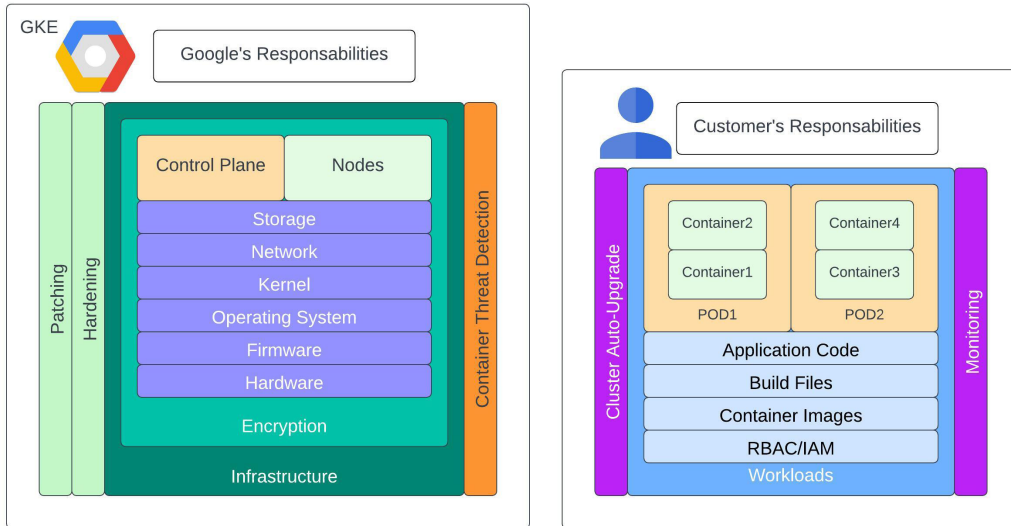 GKE
Google's Responsabilities
Patching
Hardening
Control Plane
Nodes
Storage
Network
Kernel
Operating System
Firmware
Hardware
Encryption
Infrastructure
Container Threat Detection
Customer's Responsabilities
Cluster Auto-Upgrade
Container2
Container1
POD1
Container4
Container3
POD2
Application Code
Build Files
Container Images
RBAC/IAM
Workloads
Monitoring